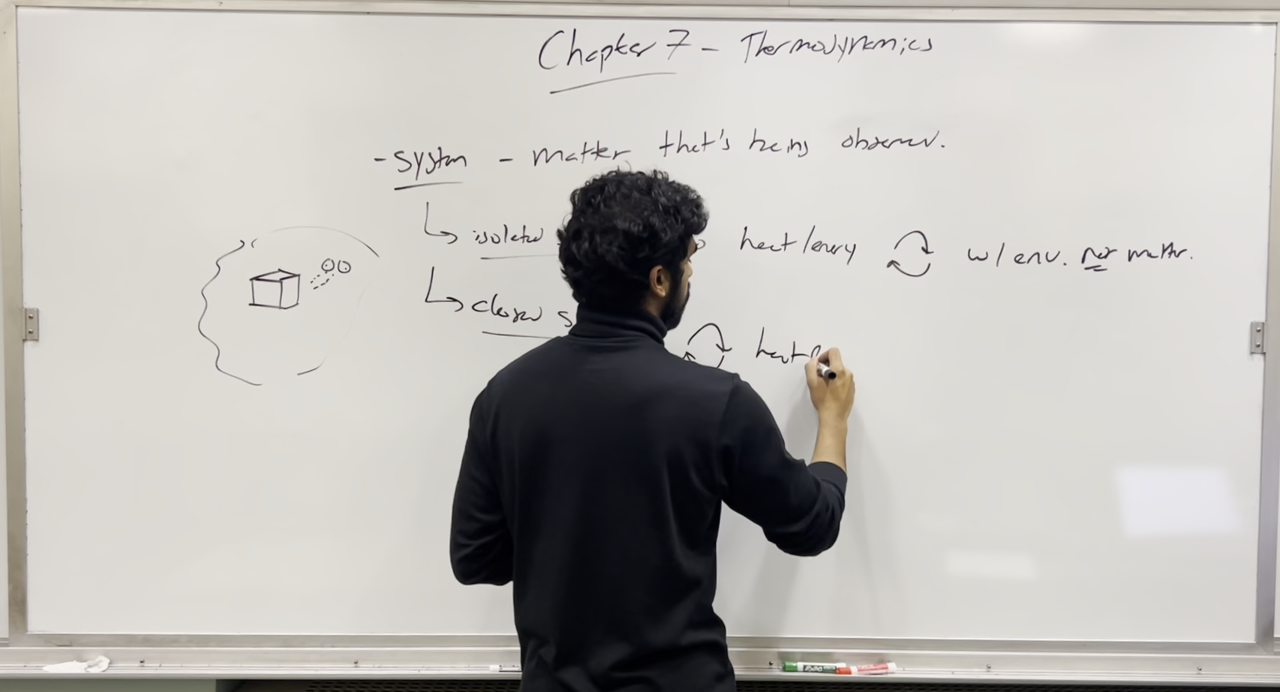 Chapter 7 - Thermodynamics
- system - matter that's being observed.
isolated heat/energy w/ env. not matter.
closed s heat